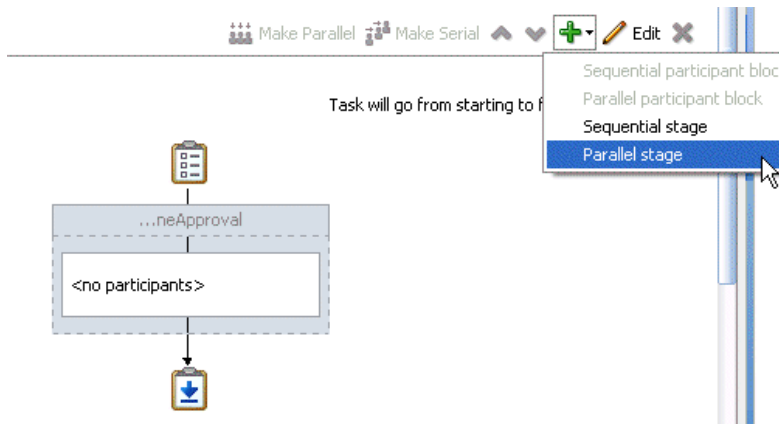 Make Parallel Make Serial Edit
Sequential participant bloc
Parallel participant block
Task will go from starting to f
Sequential stage
Parallel stage
...neApproval
<no participants>